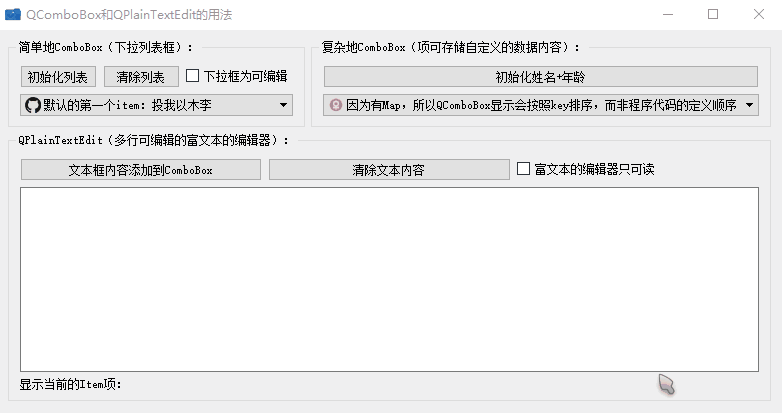 QComboBox和QPlainTextEdit的用法
简单地ComboBox（下拉列表框）：
初始化列表 清除列表 下拉框为可编辑
默认的第一个item：投我以木李
复杂地ComboBox（项可存储自定义的数据内容）：
初始化姓名+年龄
因为有Map，所以QComboBox显示会按照key排序，而非程序代码的定义顺序
QPlainTextEdit（多行可编辑的富文本的编辑器）：
文本框内容添加到ComboBox 清除文本内容 富文本的编辑器只可读
显示当前的Item项：